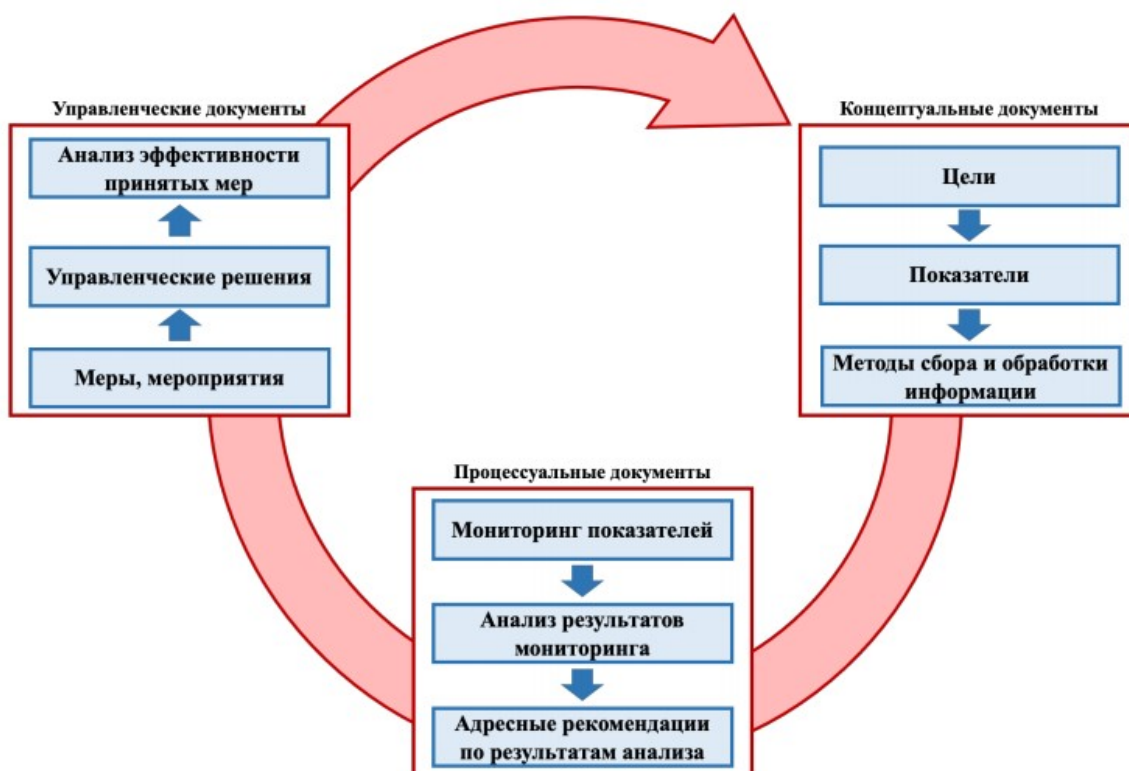 Управленческие документы
Анализ эффективности
принятых мер
Управленческие решения
Меры, мероприятия
Концептуальные документы
Цели
Показатели
Методы сбора и обработки
информации
Процессуальные документы
Мониторинг показателей
Анализ результатов
мониторинга
Адресные рекомендации
по результатам анализа